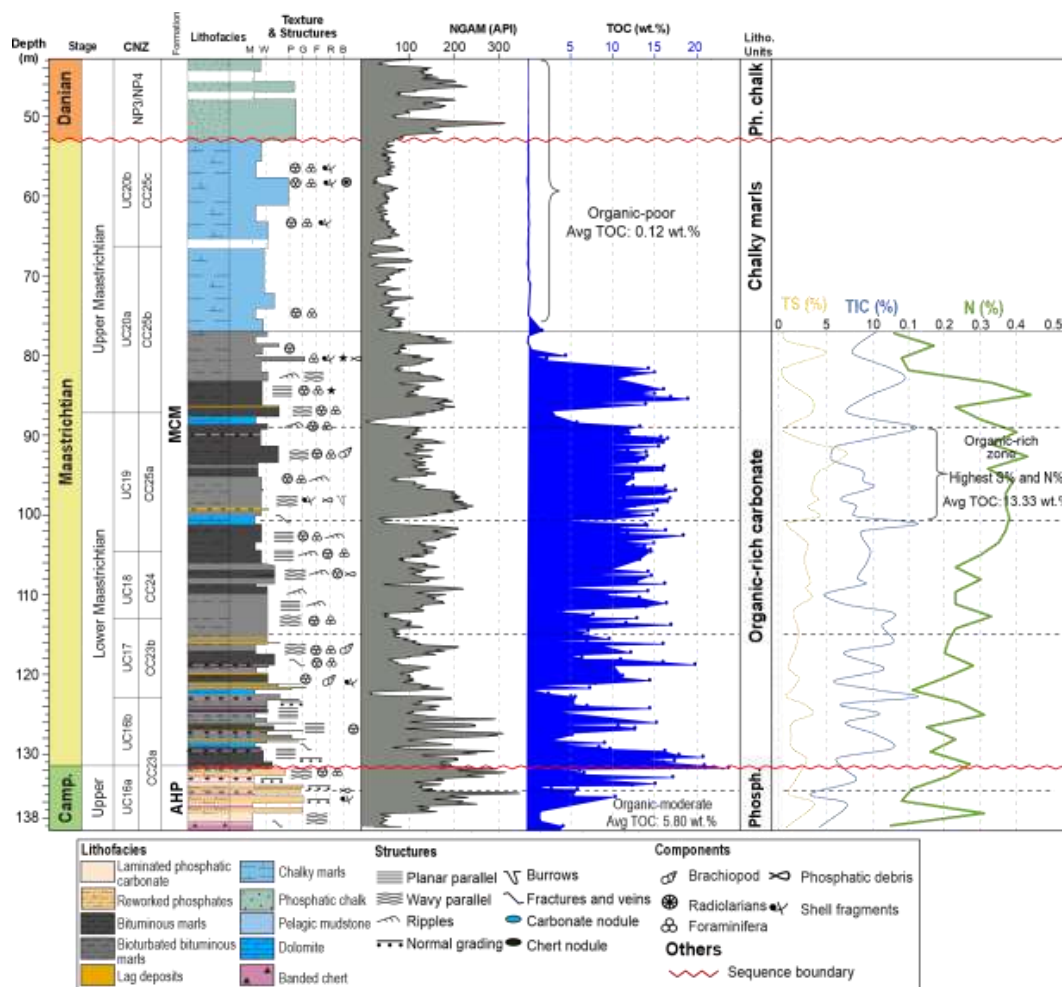 Depth (m)
Stage
CNZ
Formation
Lithofacies
Texture & Structures
M W P G F R B
NGAM (API)
100 200 300
TOC (wt.%)
5 10 15 20
Litho. Units
50
60
70
80
90
100
110
120
130
138
Danian
Maastrichtian
Camp.
Upper Maastrichtian
Lower Maastrichtian
Upper
NP3/NP4
UC20b
CC25c
UC20a
CC25b
UC19
CC25a
UC18
CC24
UC17
CC23b
UC16b
CC23a
UC16a
MCM
AHP
Organic-poor
Avg TOC: 0.12 wt.%
Organic-moderate
Avg TOC: 5.80 wt.%
Ph. chalk
Chalky marls
Organic-rich carbonate
Phosph.
TS (%)
TIC (%)
N (%)
0 5 10 0.1 0.2 0.3 0.4 0.5
Organic-rich
zone
Highest S% and N%
Avg TOC: 13.33 wt.%
Lithofacies
Laminated phosphatic
carbonate
Reworked phosphates
Bituminous marls
Bioturbated bituminous
marls
Lag deposits
Chalky marls
Phosphatic chalk
Pelagic mudstone
Dolomite
Banded chert
Structures
Planar parallel
Wavy parallel
Ripples
Normal grading
Burrows
Fractures and veins
Carbonate nodule
Chert nodule
Components
Brachiopod
Radiolarians
Foraminifera
Phosphatic debris
Shell fragments
Others
Sequence boundary